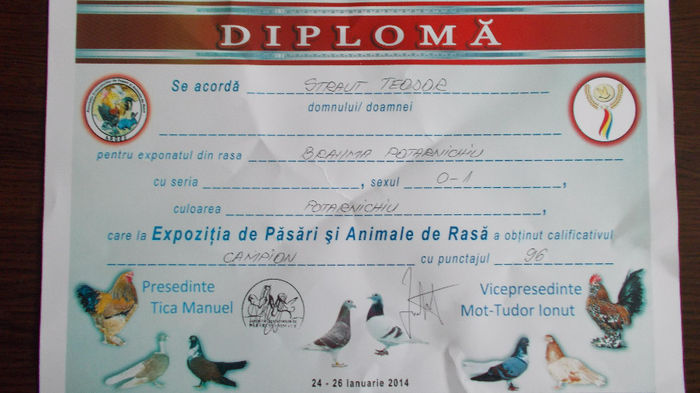 DIPLOMĂ
Se acordă STRAUT TEODOR
domnului/ doamnei
pentru exponatul din rasa BRAHMA POTARNICHIU
cu seria , sexul 0-1 ,
culoarea POTARNICHIU ,
care la Expoziția de Păsări și Animale de Rasă a obținut calificativul
CAMPION cu punctajul 96
Presedinte
Tica Manuel
Vicepresedinte
Mot-Tudor Ionut
24 - 26 Ianuarie 2014